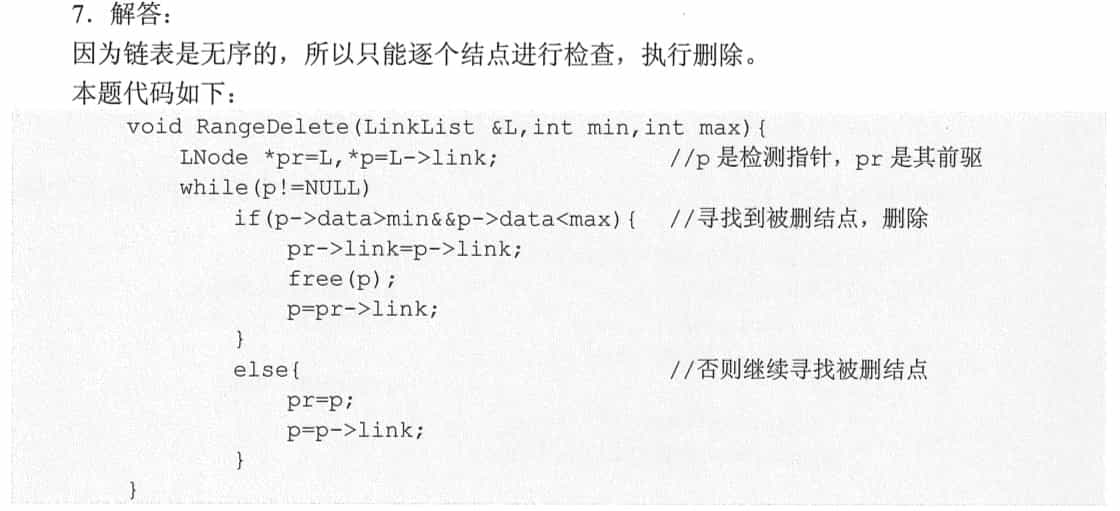 7. 解答：
因为链表是无序的，所以只能逐个结点进行检查，执行删除。
本题代码如下：
void RangeDelete(LinkList &L,int min,int max){
    LNode *pr=L,*p=L->link;                //p 是检测指针，pr 是其前驱
    while(p!=NULL)
        if(p->data>min&&p->data<max){      //寻找到被删结点，删除
            pr->link=p->link;
            free(p);
            p=pr->link;
        }
        else{                              //否则继续寻找被删结点
            pr=p;
            p=p->link;
        }
}